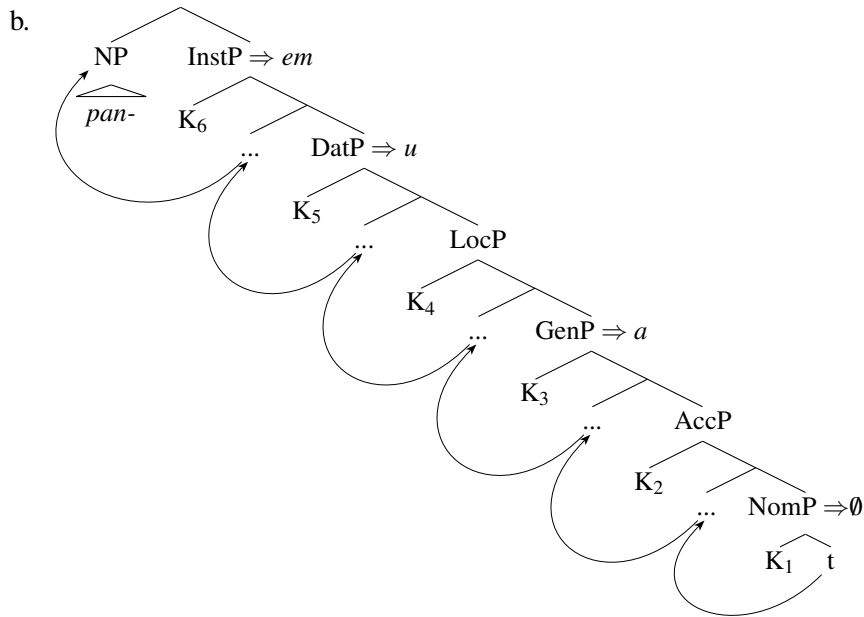 b.
NP InstP ⇒ em
pan- K6
... DatP ⇒ u
K5
... LocP
K4
... GenP ⇒ a
K3
... AccP
K2
... NomP ⇒∅
K1 t